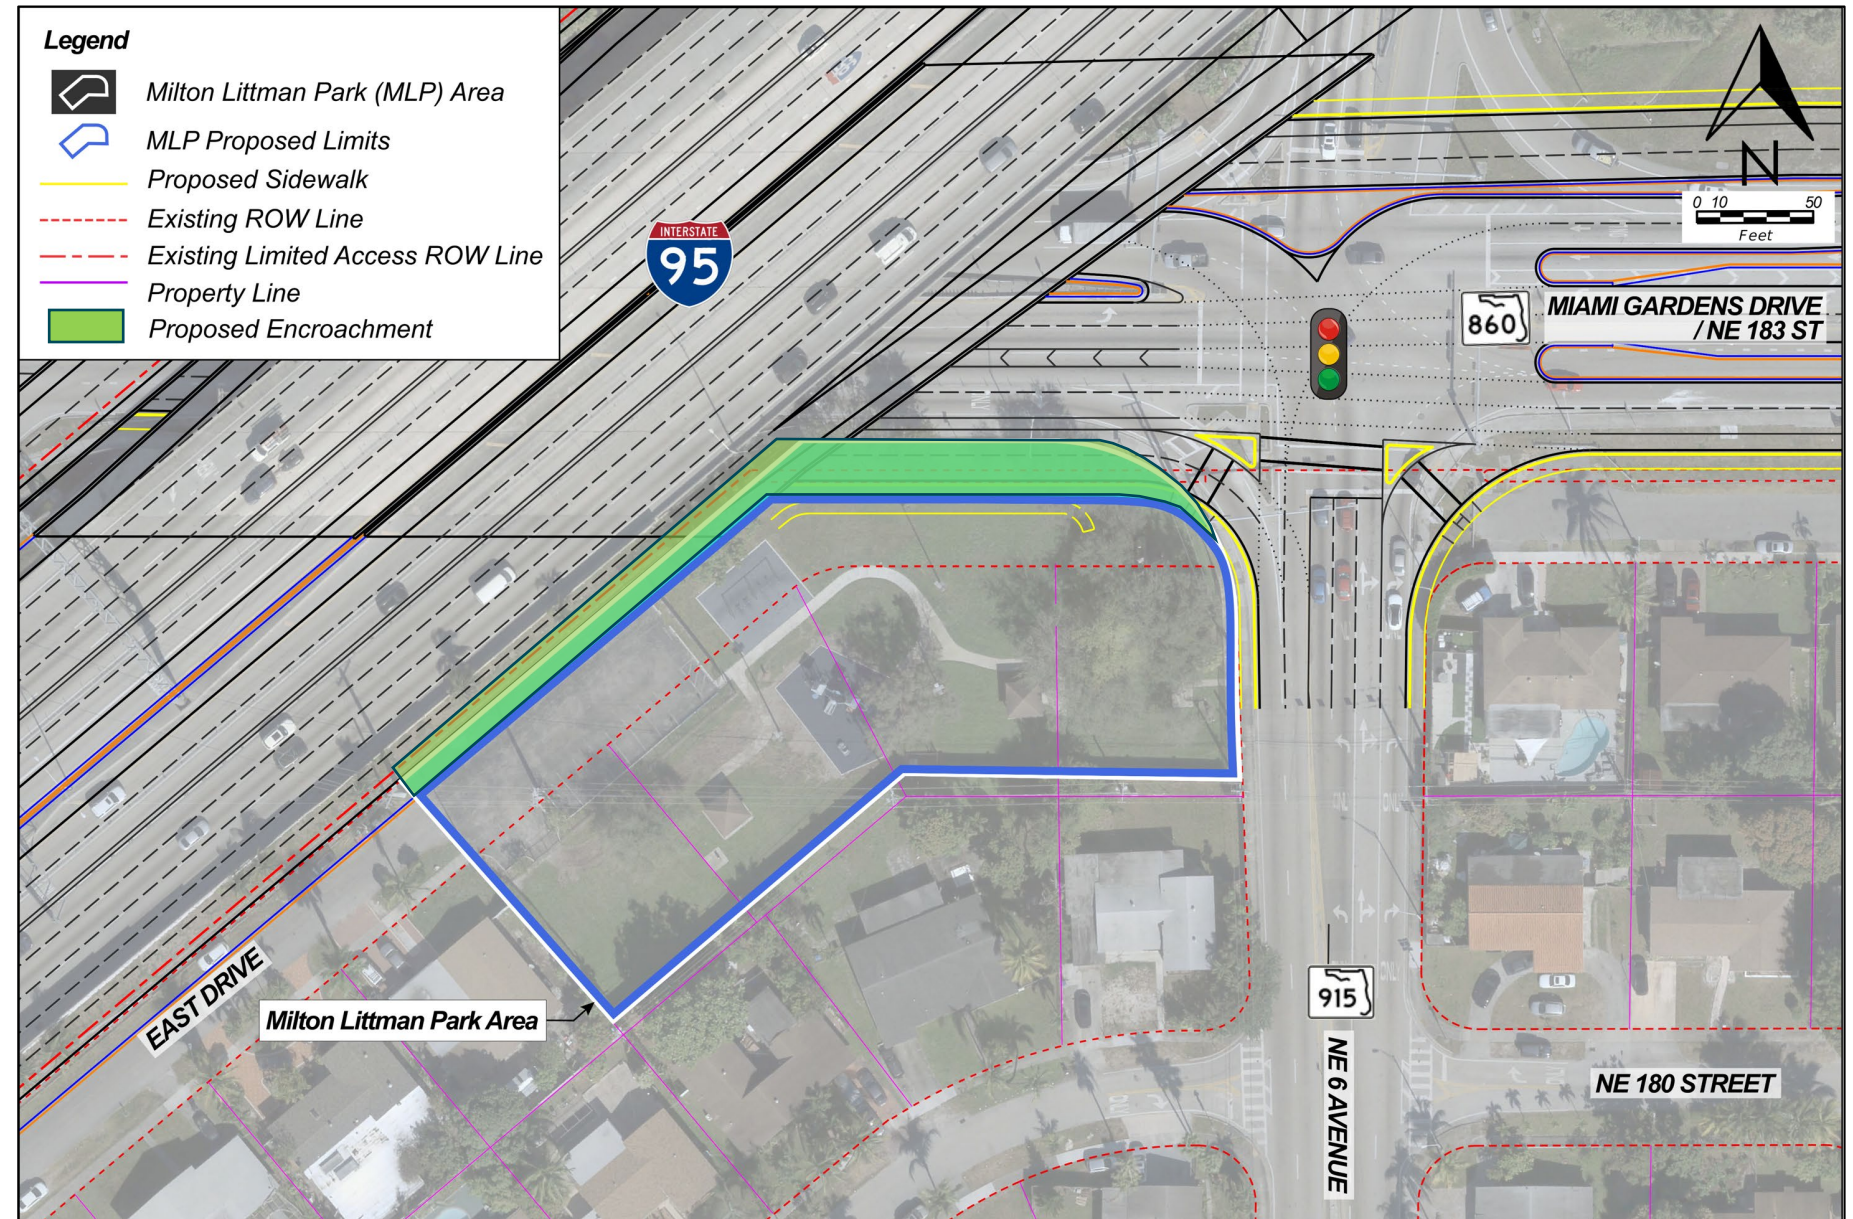 Legend
Milton Littman Park (MLP) Area
MLP Proposed Limits
Proposed Sidewalk
Existing ROW Line
Existing Limited Access ROW Line
Property Line
Proposed Encroachment
INTERSTATE
95
N
0 10 50
Feet
860
MIAMI GARDENS DRIVE
/ NE 183 ST
EAST DRIVE
Milton Littman Park Area
915
NE 6 AVENUE
NE 180 STREET